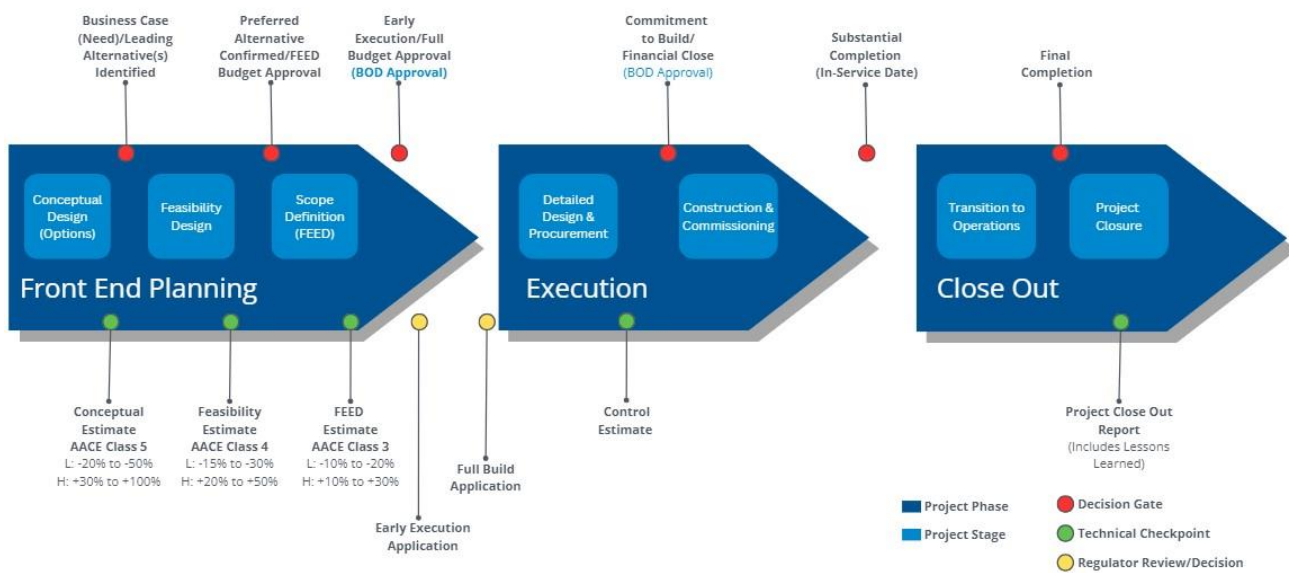 Business Case
(Need)/Leading
Alternative(s)
Identified
Preferred
Alternative
Confirmed/FEED
Budget Approval
Early
Execution/Full
Budget Approval
(BOD Approval)
Commitment
to Build/
Financial Close
(BOD Approval)
Substantial
Completion
(In-Service Date)
Final
Completion
Conceptual
Design
(Options)
Feasibility
Design
Scope
Definition
(FEED)
Front End Planning
Detailed
Design &
Procurement
Construction &
Commissioning
Execution
Transition to
Operations
Project
Closure
Close Out
Conceptual
Estimate
AACE Class 5
L: -20% to -50%
H: +30% to +100%
Feasibility
Estimate
AACE Class 4
L: -15% to -30%
H: +20% to +50%
FEED
Estimate
AACE Class 3
L: -10% to -20%
H: +10% to +30%
Early Execution
Application
Full Build
Application
Control
Estimate
Project Close Out
Report
(Includes Lessons
Learned)
Project Phase
Project Stage
Decision Gate
Technical Checkpoint
Regulator Review/Decision